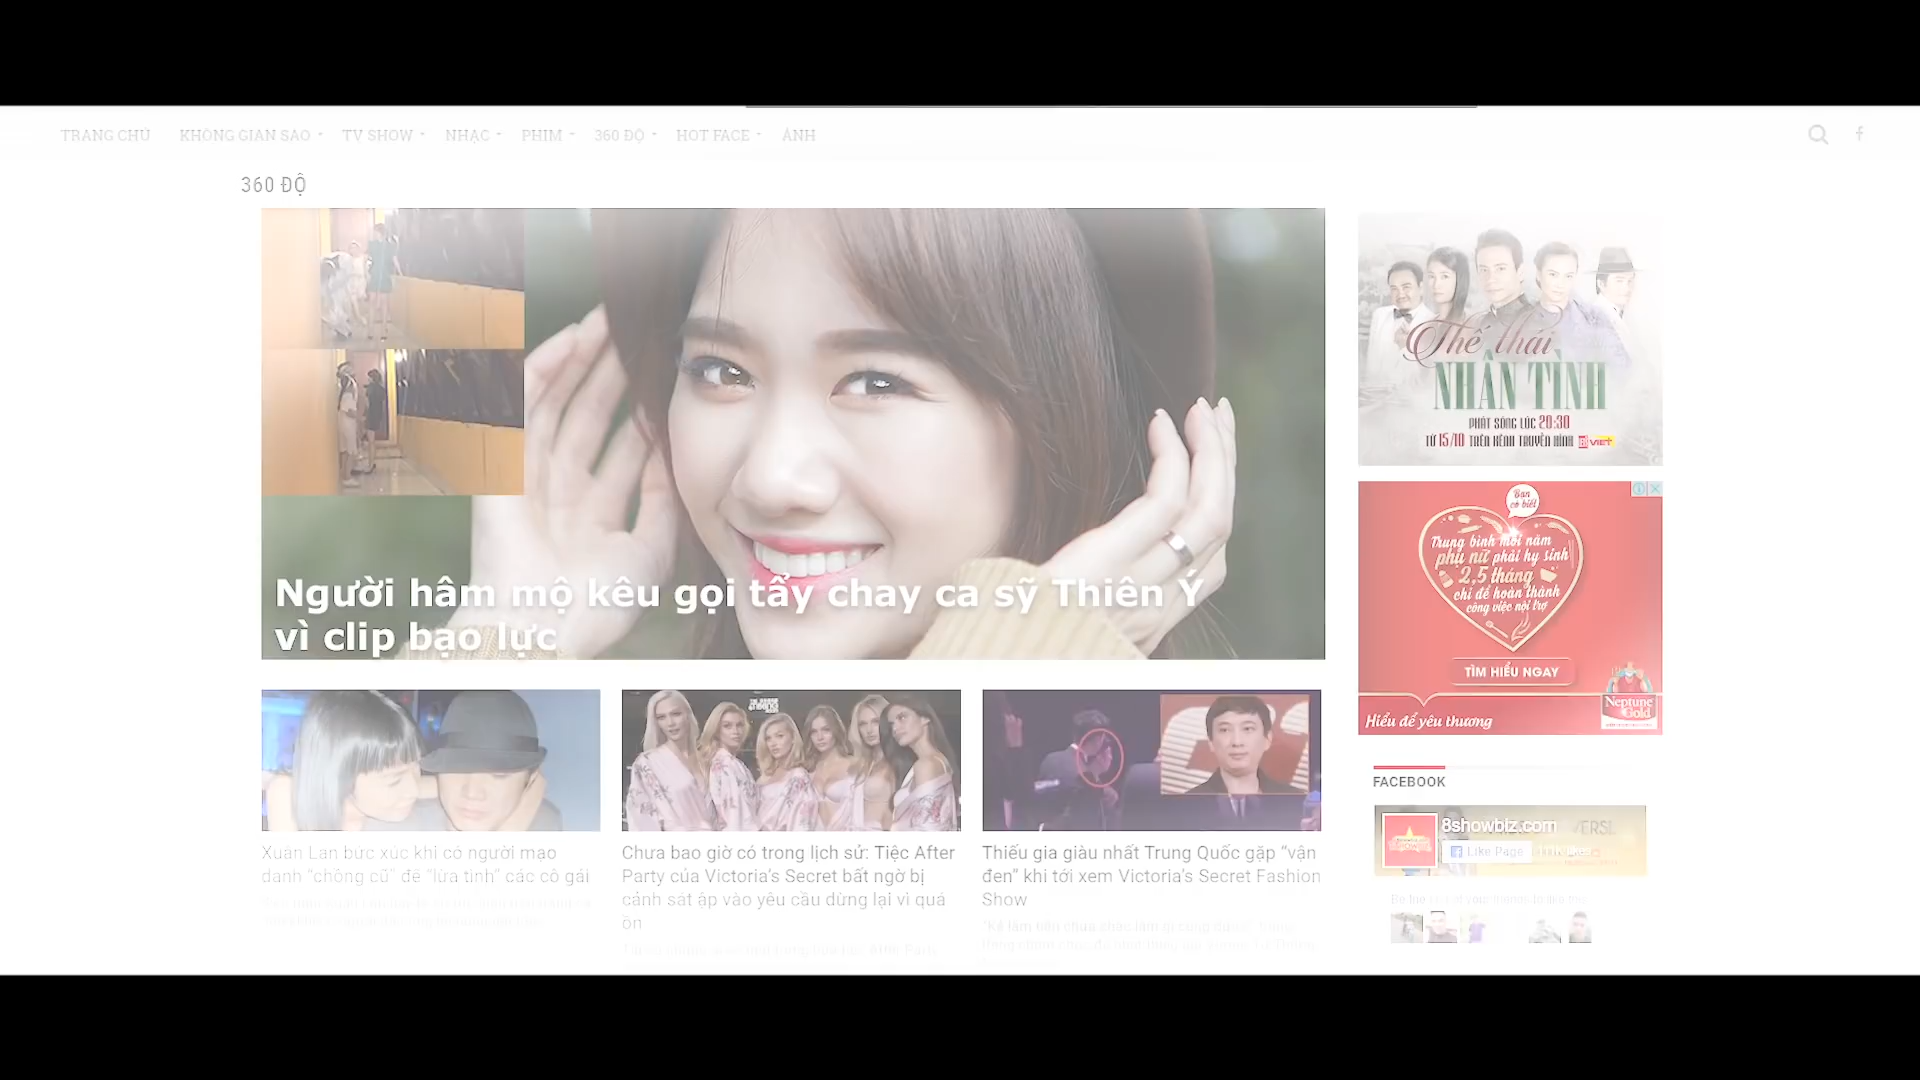 TRANG CHỦ KHÔNG GIAN SAO TV SHOW NHẠC PHIM 360 ĐỘ HOT FACE ẢNH
360 ĐỘ
Người hâm mộ kêu gọi tẩy chay ca sỹ Thiên Ý
vì clip bạo lực
Thế thái
NHÂN TÌNH
PHÁT SÓNG LÚC 20:30
TỪ 15/10 TRÊN KÊNH TRUYỀN HÌNH
VIET
Bạn
có biết
Trung bình mỗi năm
phụ nữ phải hy sinh
2,5 tháng
chỉ để hoàn thành
công việc nội trợ
TÌM HIỂU NGAY
Hiểu để yêu thương
Neptune
Gold
Xuân Lan bức xúc khi có người mạo
danh "chồng cũ" để "lừa tình" các cô gái
Chưa bao giờ có trong lịch sử: Tiệc After
Party của Victoria's Secret bất ngờ bị
cảnh sát ập vào yêu cầu dừng lại vì quá
ồn
Thiếu gia giàu nhất Trung Quốc gặp "vận
đen" khi tới xem Victoria's Secret Fashion
Show
FACEBOOK
8showbiz.com
Like Page